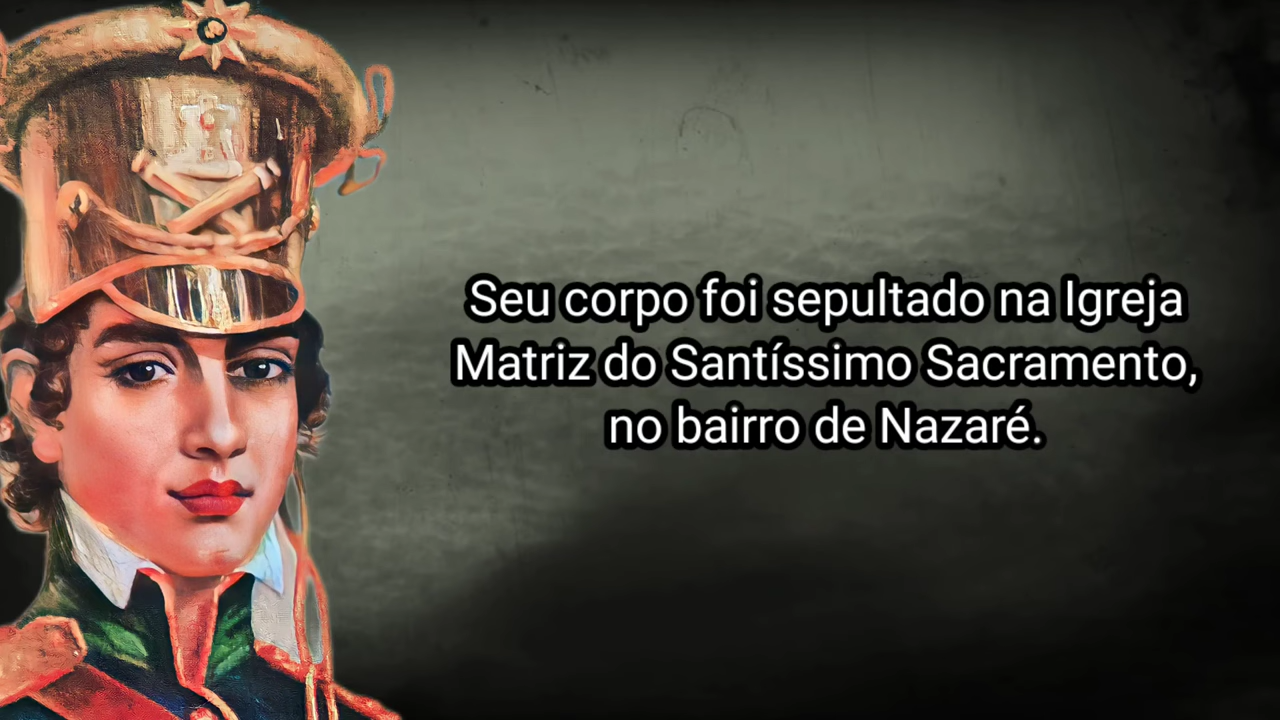 Seu corpo foi sepultado na Igreja
Matriz do Santíssimo Sacramento,
no bairro de Nazaré.